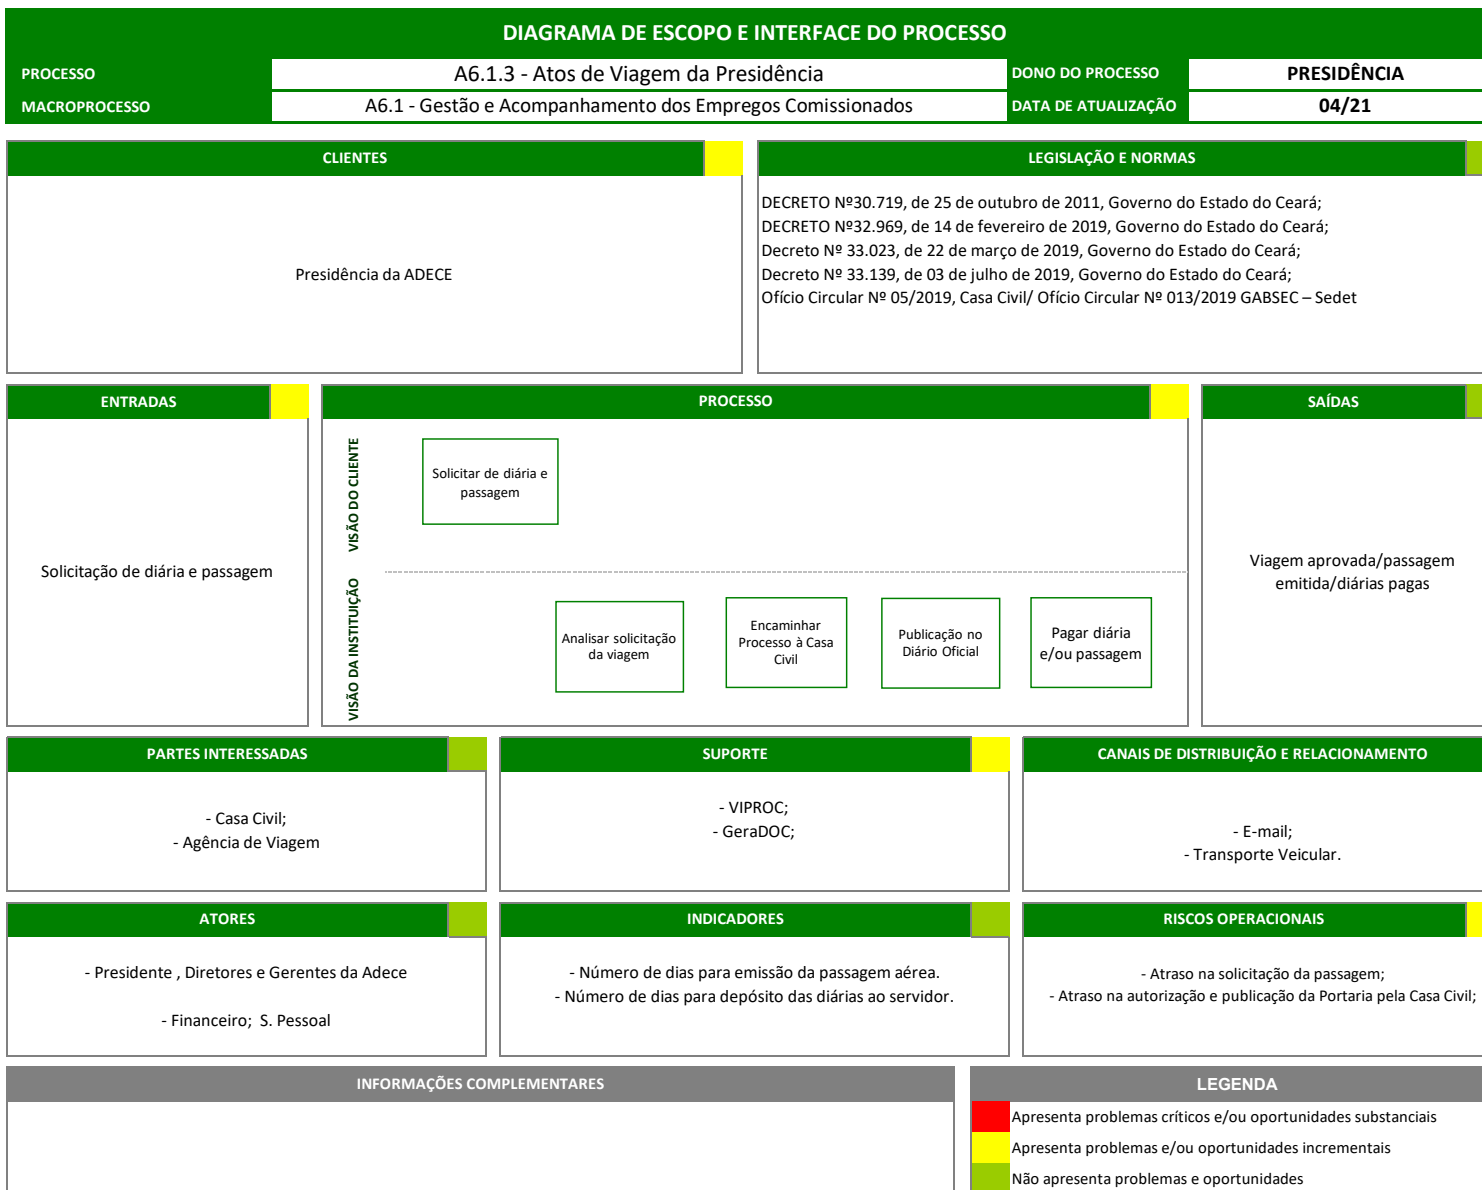 DIAGRAMA DE ESCOPO E INTERFACE DO PROCESSO
PROCESSO
A6.1.3 - Atos de Viagem da Presidência
DONO DO PROCESSO
PRESIDÊNCIA
MACROPROCESSO
A6.1 - Gestão e Acompanhamento dos Empregos Comissionados
DATA DE ATUALIZAÇÃO
04/21
CLIENTES
Presidência da ADECE
LEGISLAÇÃO E NORMAS
DECRETO Nº30.719, de 25 de outubro de 2011, Governo do Estado do Ceará;
DECRETO Nº32.969, de 14 de fevereiro de 2019, Governo do Estado do Ceará;
Decreto Nº 33.023, de 22 de março de 2019, Governo do Estado do Ceará;
Decreto Nº 33.139, de 03 de julho de 2019, Governo do Estado do Ceará;
Ofício Circular Nº 05/2019, Casa Civil/ Ofício Circular Nº 013/2019 GABSEC – Sedet
ENTRADAS
Solicitação de diária e passagem
PROCESSO
VISÃO DO CLIENTE
Solicitar de diária e
passagem
VISÃO DA INSTITUIÇÃO
Analisar solicitação
da viagem
Encaminhar
Processo à Casa
Civil
Publicação no
Diário Oficial
Pagar diária
e/ou passagem
SAÍDAS
Viagem aprovada/passagem
emitida/diárias pagas
PARTES INTERESSADAS
- Casa Civil;
- Agência de Viagem
SUPORTE
- VIPROC;
- GeraDOC;
CANAIS DE DISTRIBUIÇÃO E RELACIONAMENTO
- E-mail;
- Transporte Veicular.
ATORES
- Presidente , Diretores e Gerentes da Adece
- Financeiro;  S. Pessoal
INDICADORES
- Número de dias para emissão da passagem aérea.
- Número de dias para depósito das diárias ao servidor.
RISCOS OPERACIONAIS
- Atraso na solicitação da passagem;
- Atraso na autorização e publicação da Portaria pela Casa Civil;
INFORMAÇÕES COMPLEMENTARES
LEGENDA
Apresenta problemas críticos e/ou oportunidades substanciais
Apresenta problemas e/ou oportunidades incrementais
Não apresenta problemas e oportunidades